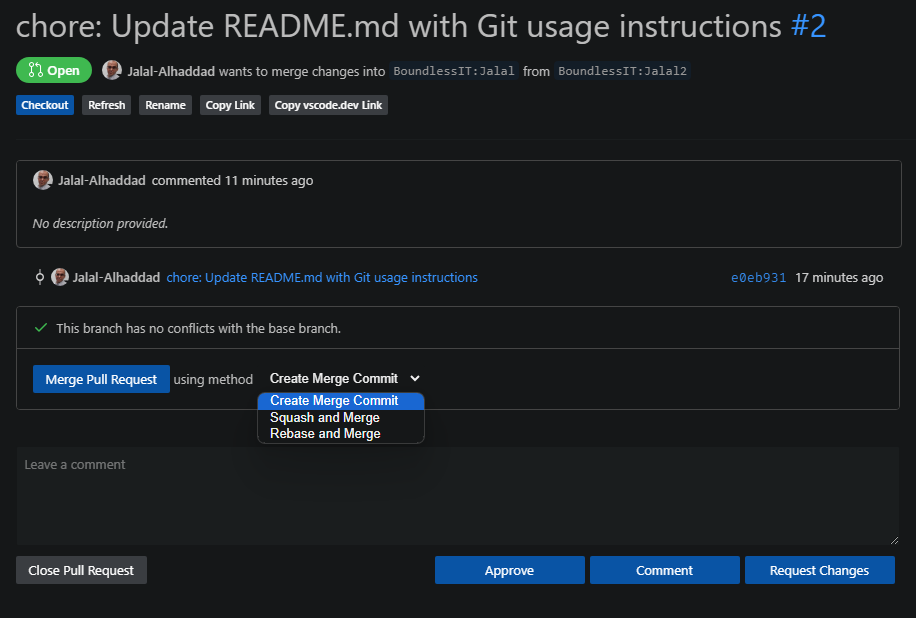 chore: Update README.md with Git usage instructions #2
Open Jalal-Alhaddad wants to merge changes into BoundlessIT:Jalal from BoundlessIT:Jalal2
Checkout Refresh Rename Copy Link Copy vscode.dev Link
Jalal-Alhaddad commented 11 minutes ago
No description provided.
Jalal-Alhaddad chore: Update README.md with Git usage instructions e0eb931 17 minutes ago
This branch has no conflicts with the base branch.
Merge Pull Request using method Create Merge Commit
Create Merge Commit
Squash and Merge
Rebase and Merge
Leave a comment
Close Pull Request Approve Comment Request Changes